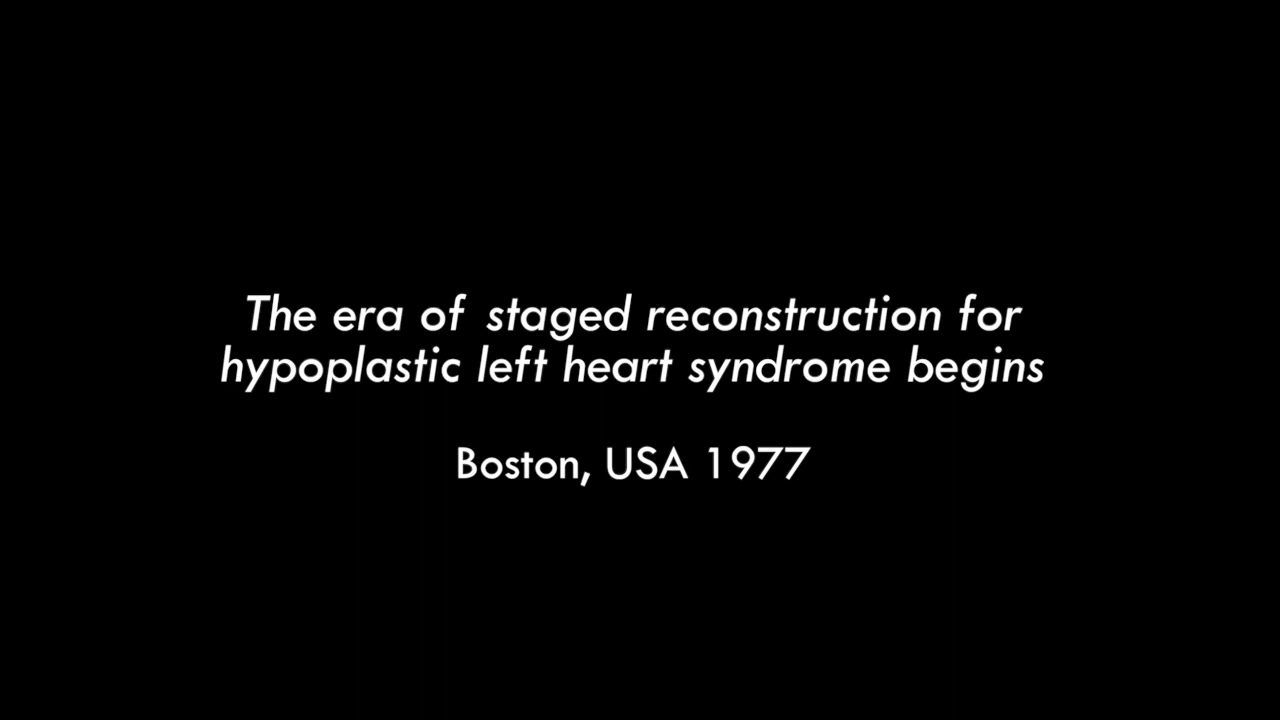 The era of staged reconstruction for
hypoplastic left heart syndrome begins
Boston, USA 1977